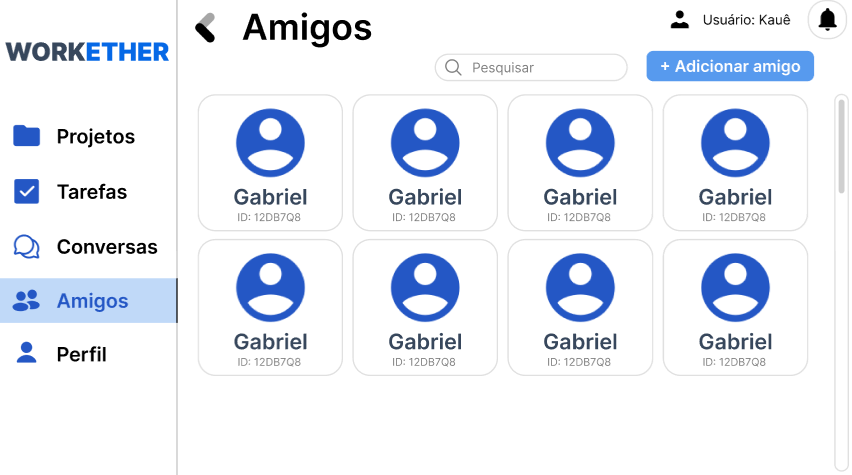 WORKETHER
Projetos
Tarefas
Conversas
Amigos
Perfil
Amigos
Usuário: Kauê
Pesquisar
+ Adicionar amigo
Gabriel
ID: 12DB7Q8
Gabriel
ID: 12DB7Q8
Gabriel
ID: 12DB7Q8
Gabriel
ID: 12DB7Q8
Gabriel
ID: 12DB7Q8
Gabriel
ID: 12DB7Q8
Gabriel
ID: 12DB7Q8
Gabriel
ID: 12DB7Q8